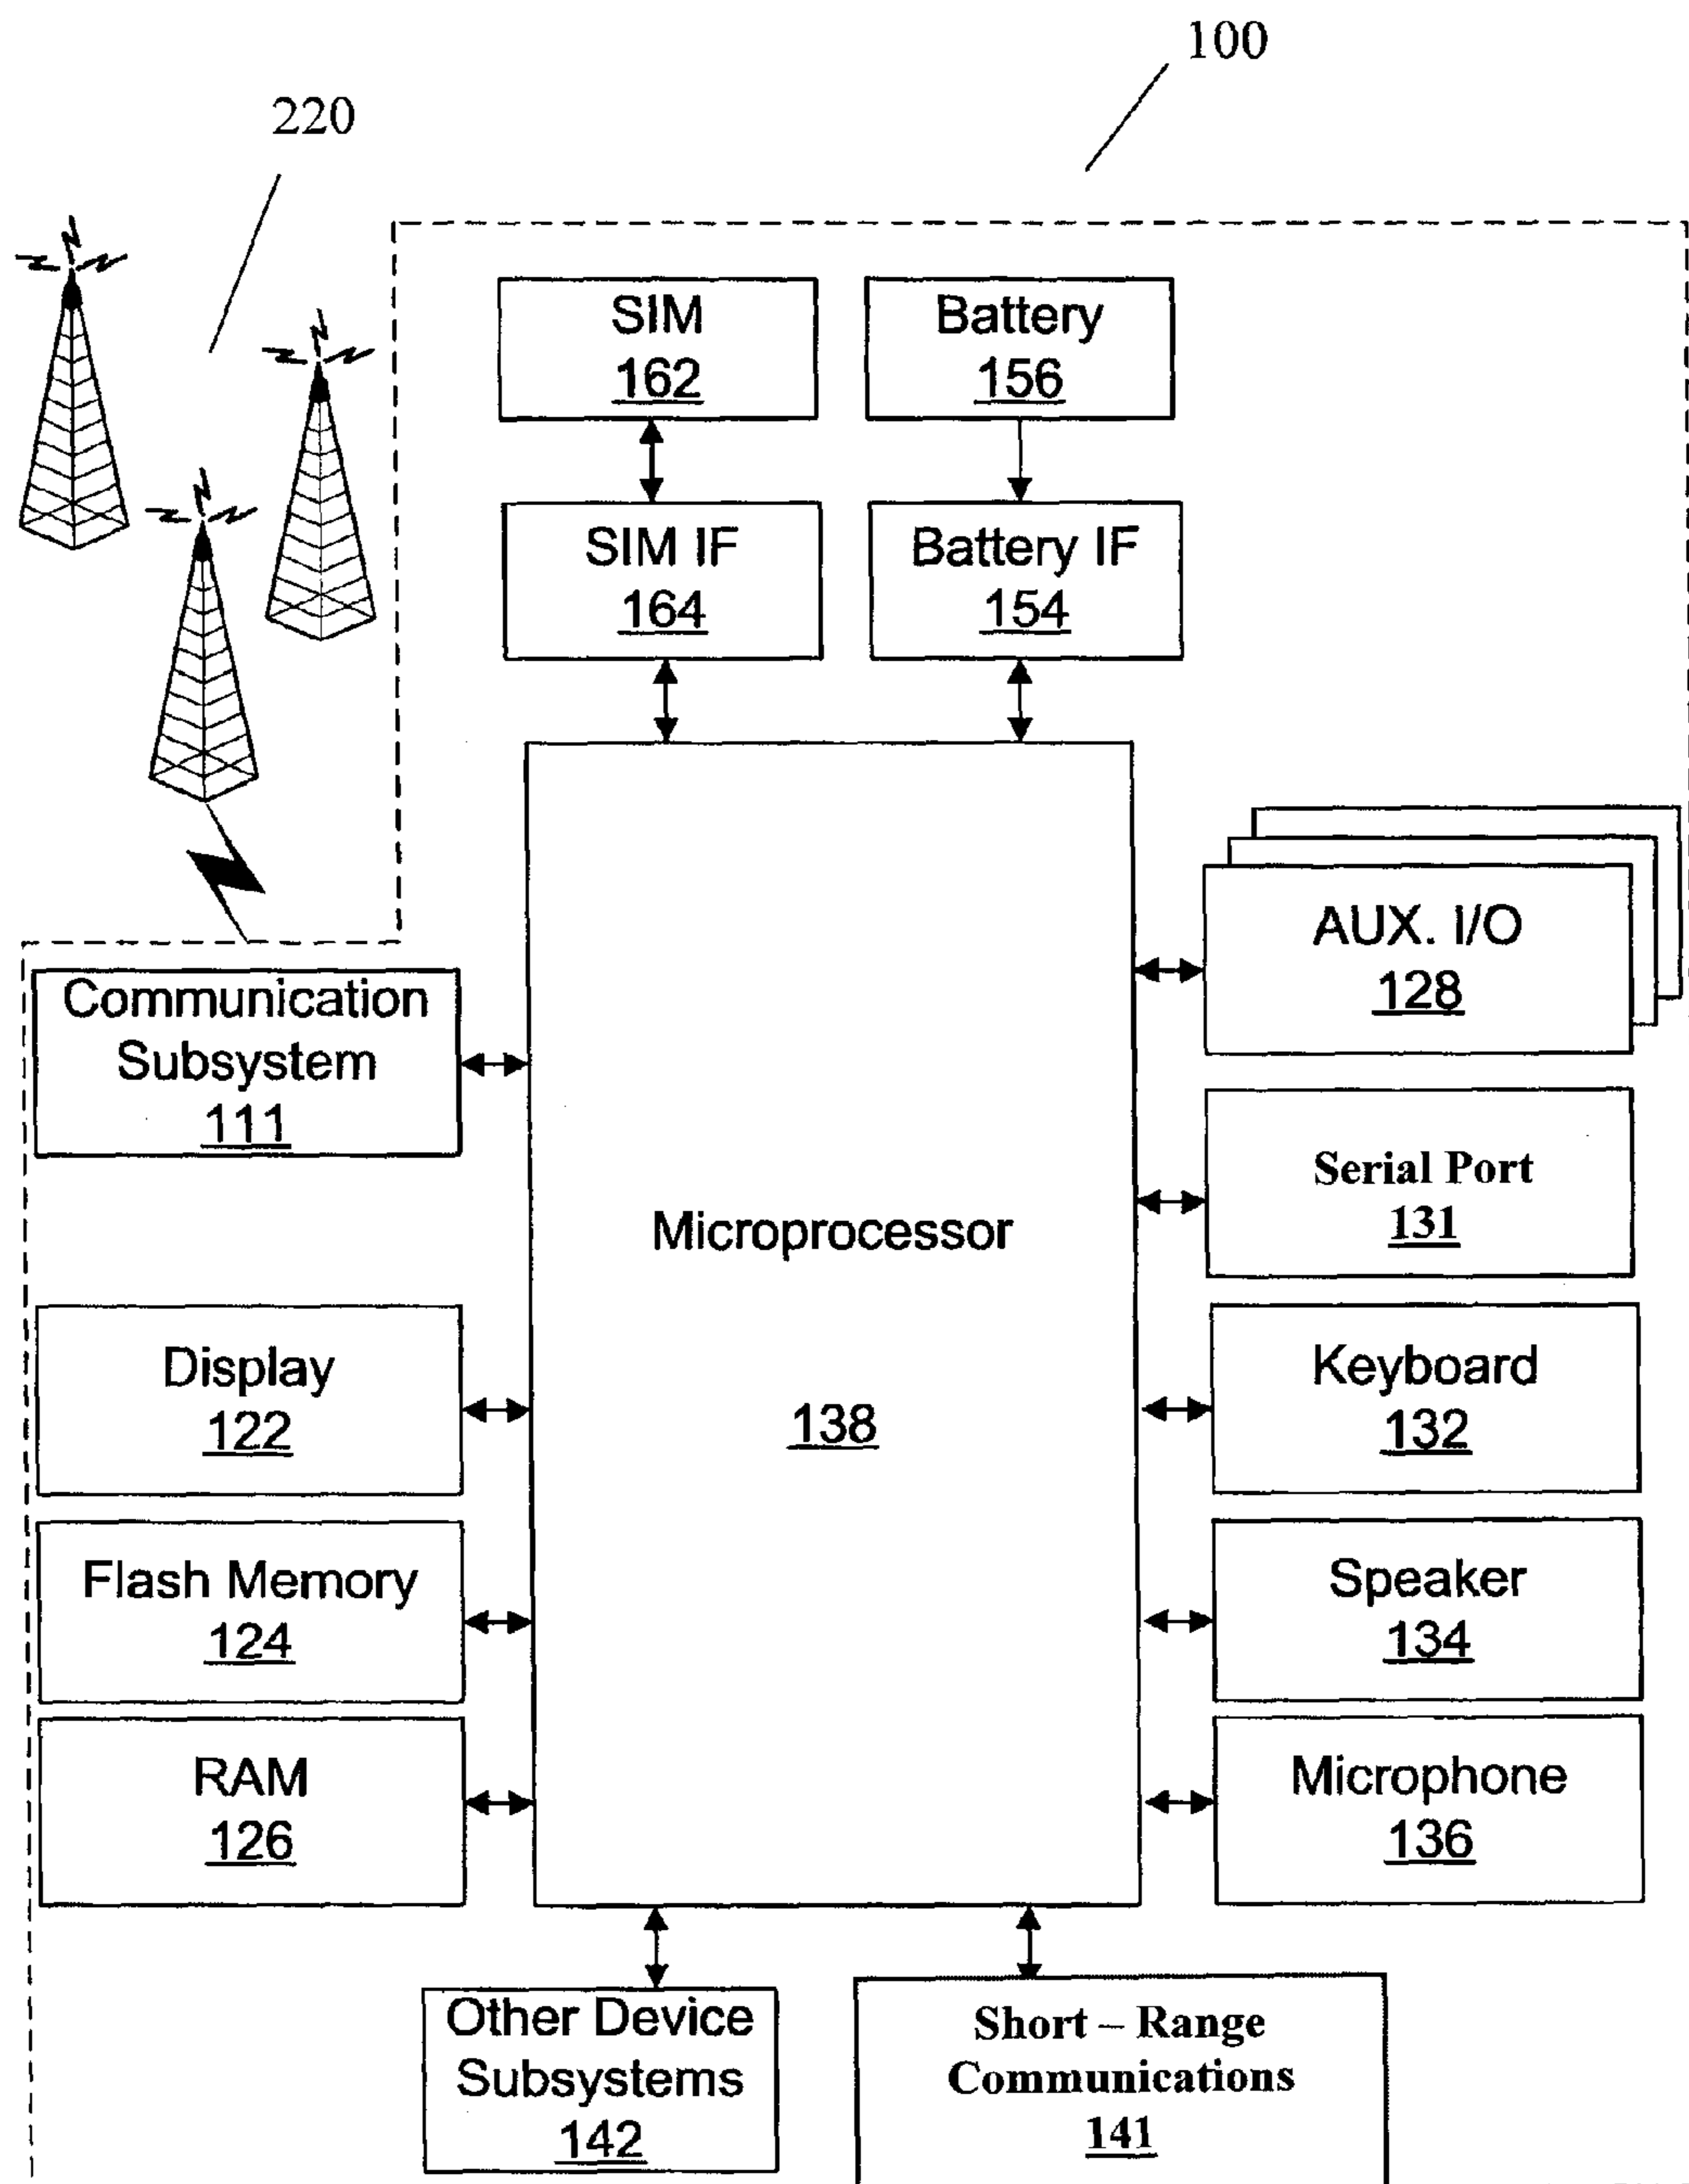 100
220
SIM
162
Battery
156
SIM IF
164
Battery IF
154
AUX. I/O
128
Communication
Subsystem
111
Serial Port
131
Microprocessor
138
Display
122
Keyboard
132
Flash Memory
124
Speaker
134
RAM
126
Microphone
136
Other Device
Subsystems
142
Short – Range
Communications
141